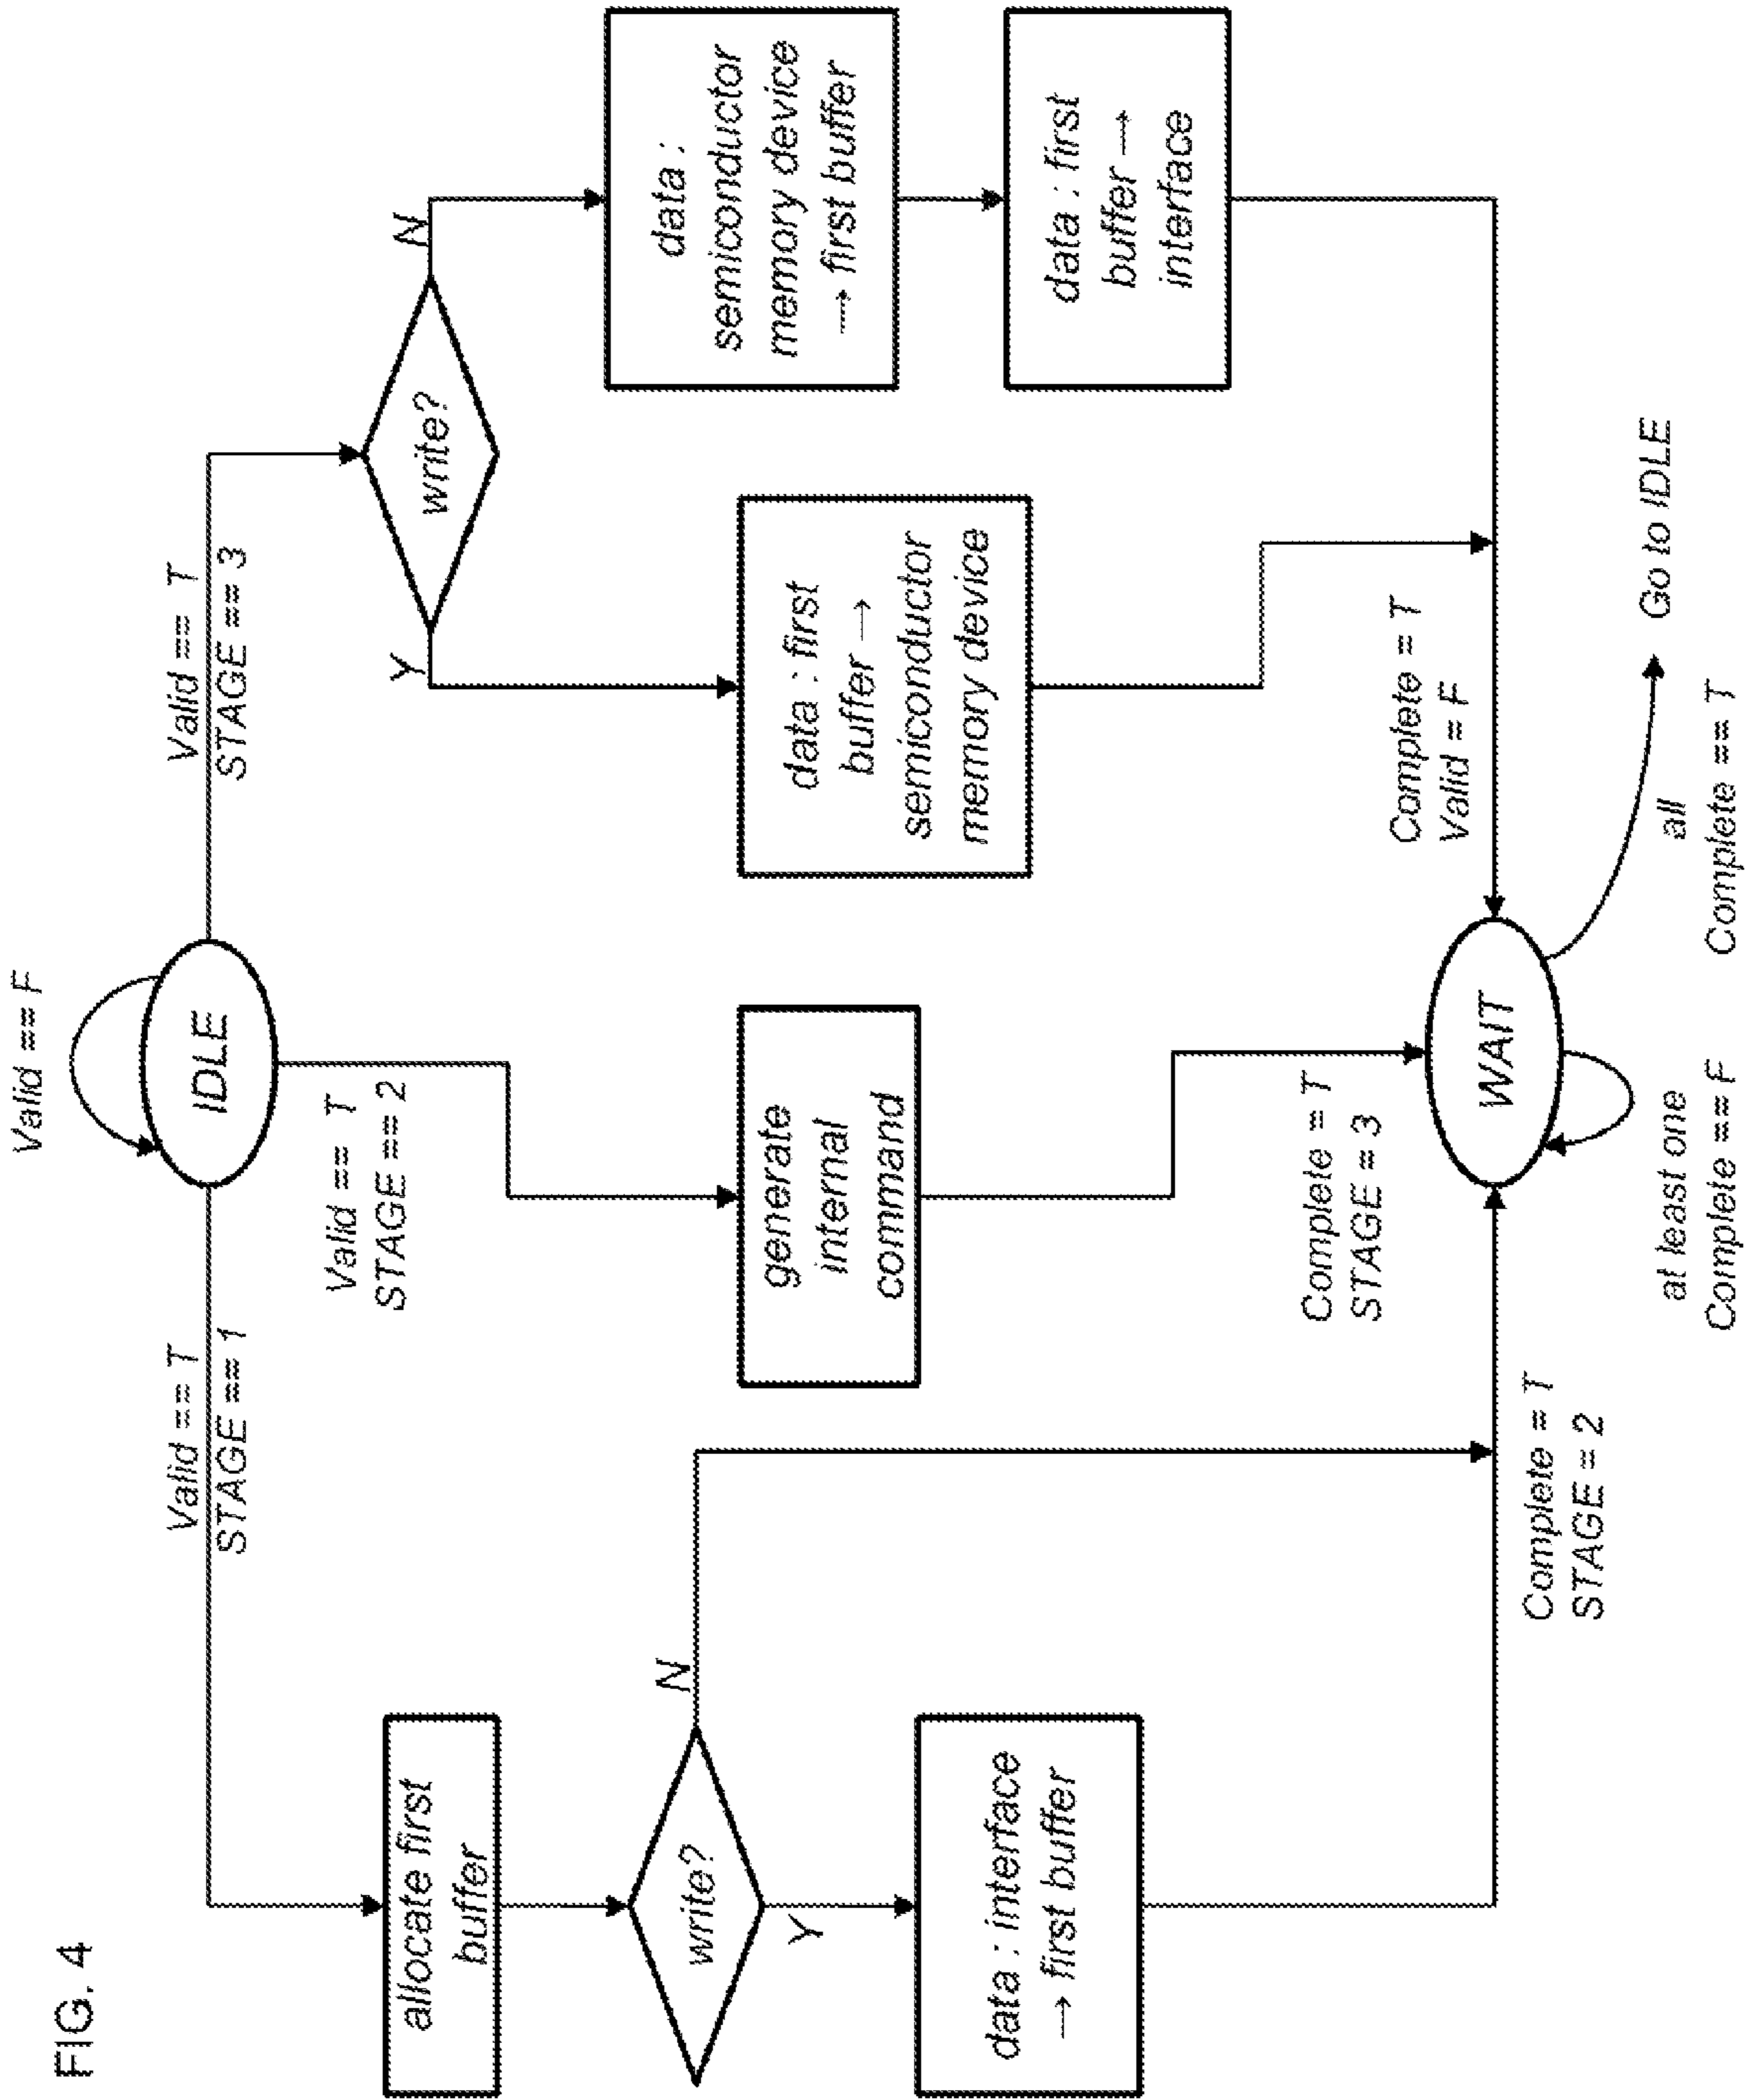 FIG. 4
Valid == F
IDLE
Valid == T
STAGE == 1
Valid == T
STAGE == 2
Valid == T
STAGE == 3
allocate first
buffer
write?
N
Y
data : interface
→ first buffer
Complete = T
STAGE = 2
generate
internal
command
Complete = T
STAGE = 3
write?
Y
N
data : first
buffer →
semiconductor
memory device
data :
semiconductor
memory device
→ first buffer
data : first
buffer →
interface
Complete = T
Valid = F
WAIT
at least one
Complete == F
all
Complete == T
Go to IDLE